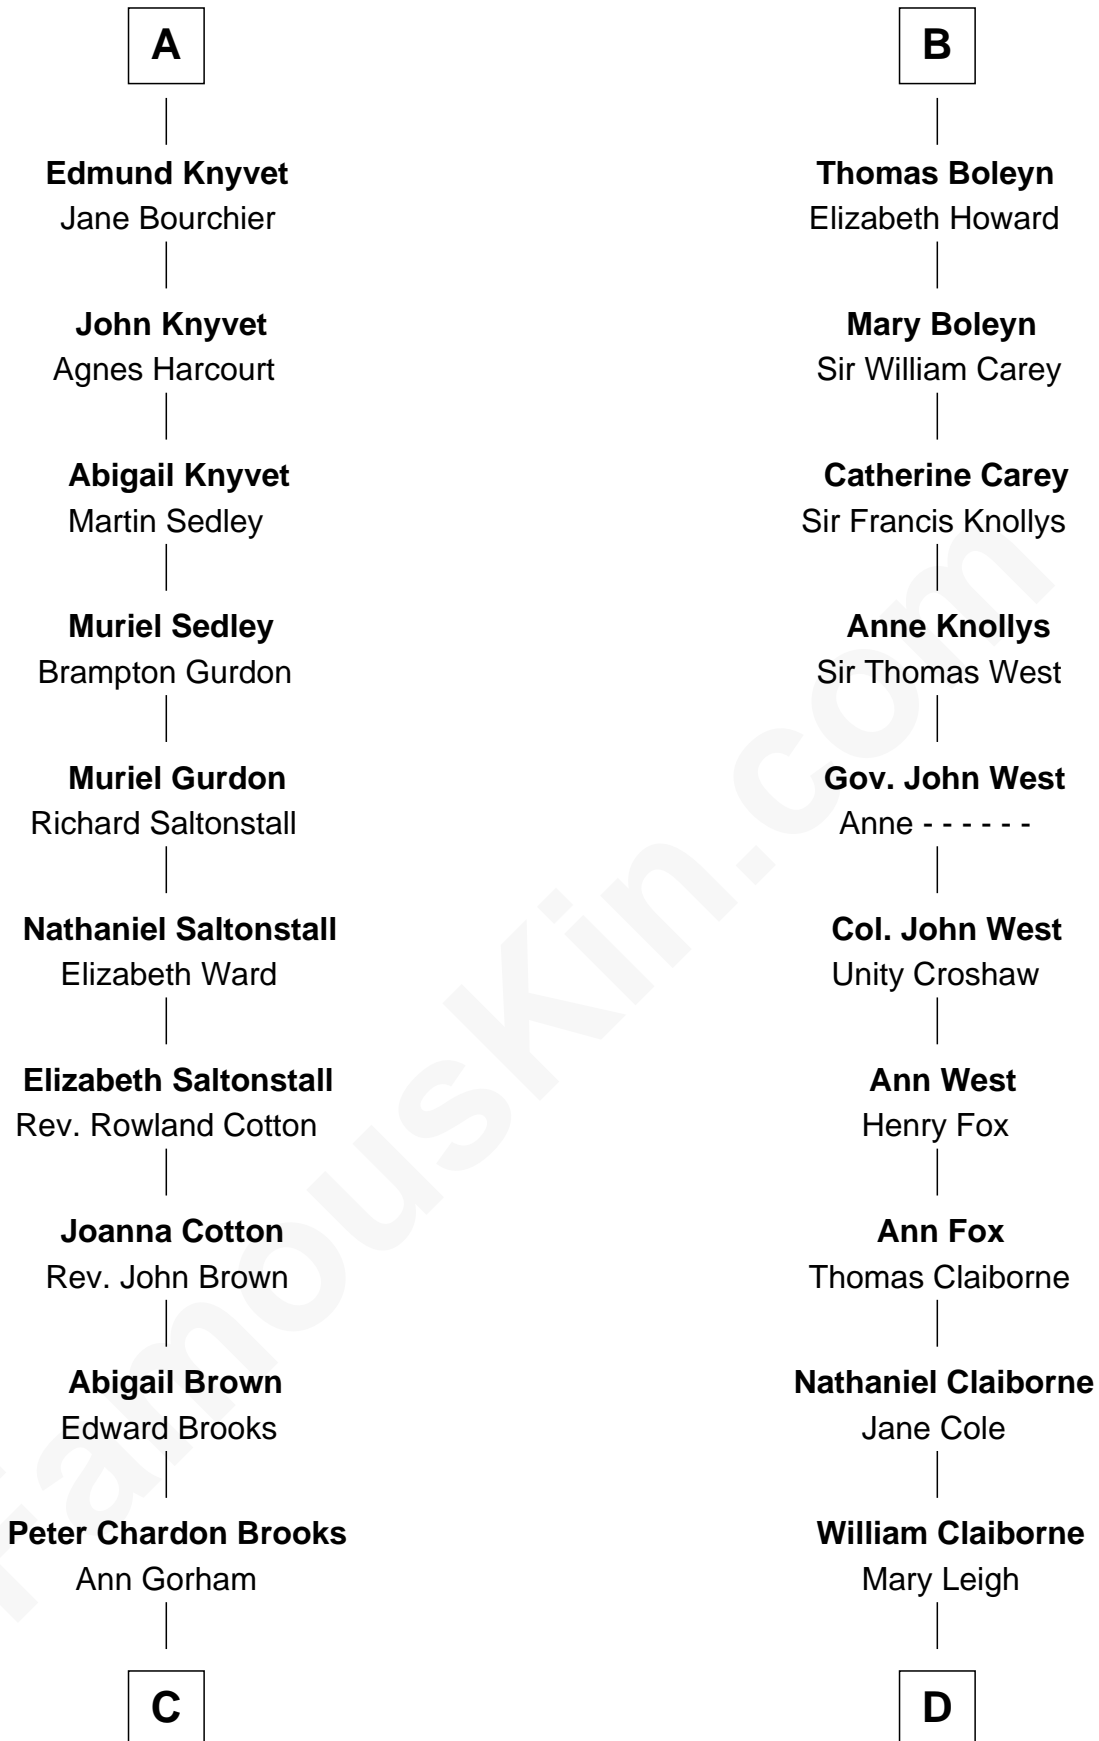 A
Edmund Knyvet
Jane Bourchier
John Knyvet
Agnes Harcourt
Abigail Knyvet
Martin Sedley
Muriel Sedley
Brampton Gurdon
Muriel Gurdon
Richard Saltonstall
Nathaniel Saltonstall
Elizabeth Ward
Elizabeth Saltonstall
Rev. Rowland Cotton
Joanna Cotton
Rev. John Brown
Abigail Brown
Edward Brooks
Peter Chardon Brooks
Ann Gorham
C
B
Thomas Boleyn
Elizabeth Howard
Mary Boleyn
Sir William Carey
Catherine Carey
Sir Francis Knollys
Anne Knollys
Sir Thomas West
Gov. John West
Anne - - - - - -
Col. John West
Unity Croshaw
Ann West
Henry Fox
Ann Fox
Thomas Claiborne
Nathaniel Claiborne
Jane Cole
William Claiborne
Mary Leigh
D
FamousKin.com